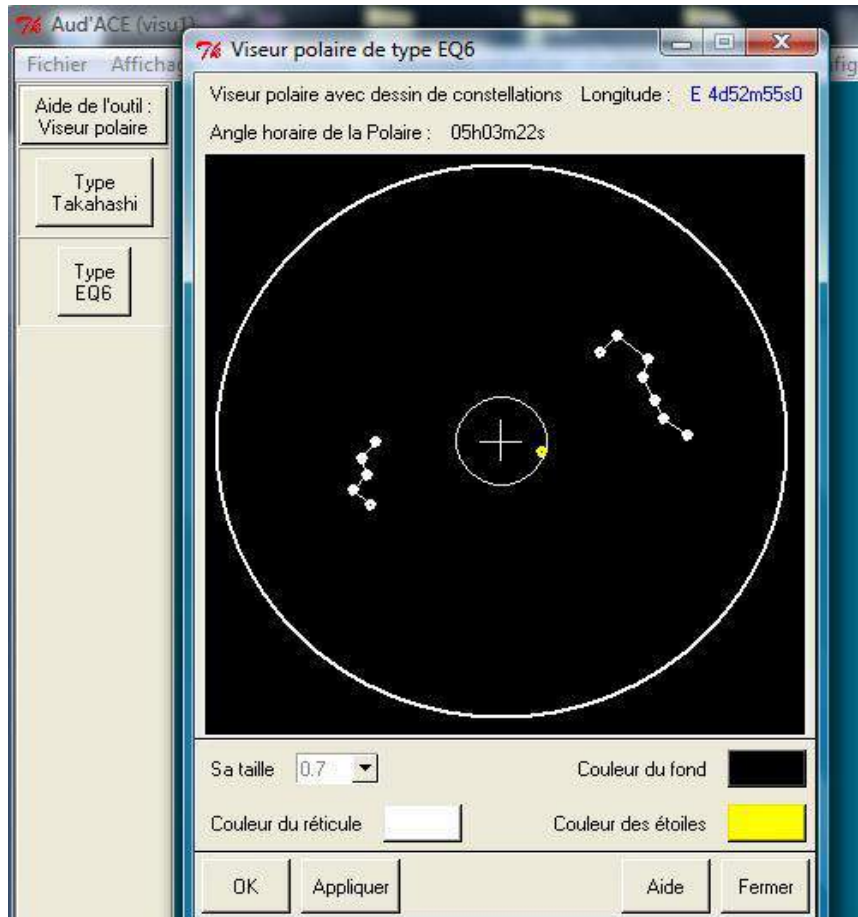 Aud'ACE (visu1)
Fichier Affichag
Aide de l'outil :
Viseur polaire
Type
Takahashi
Type
EQ6
Viseur polaire de type EQ6
Viseur polaire avec dessin de constellations Longitude : E 4d52m55s0
Angle horaire de la Polaire : 05h03m22s
Sa taille 0.7 Couleur du fond
Couleur du réticule Couleur des étoiles
OK Appliquer Aide Fermer